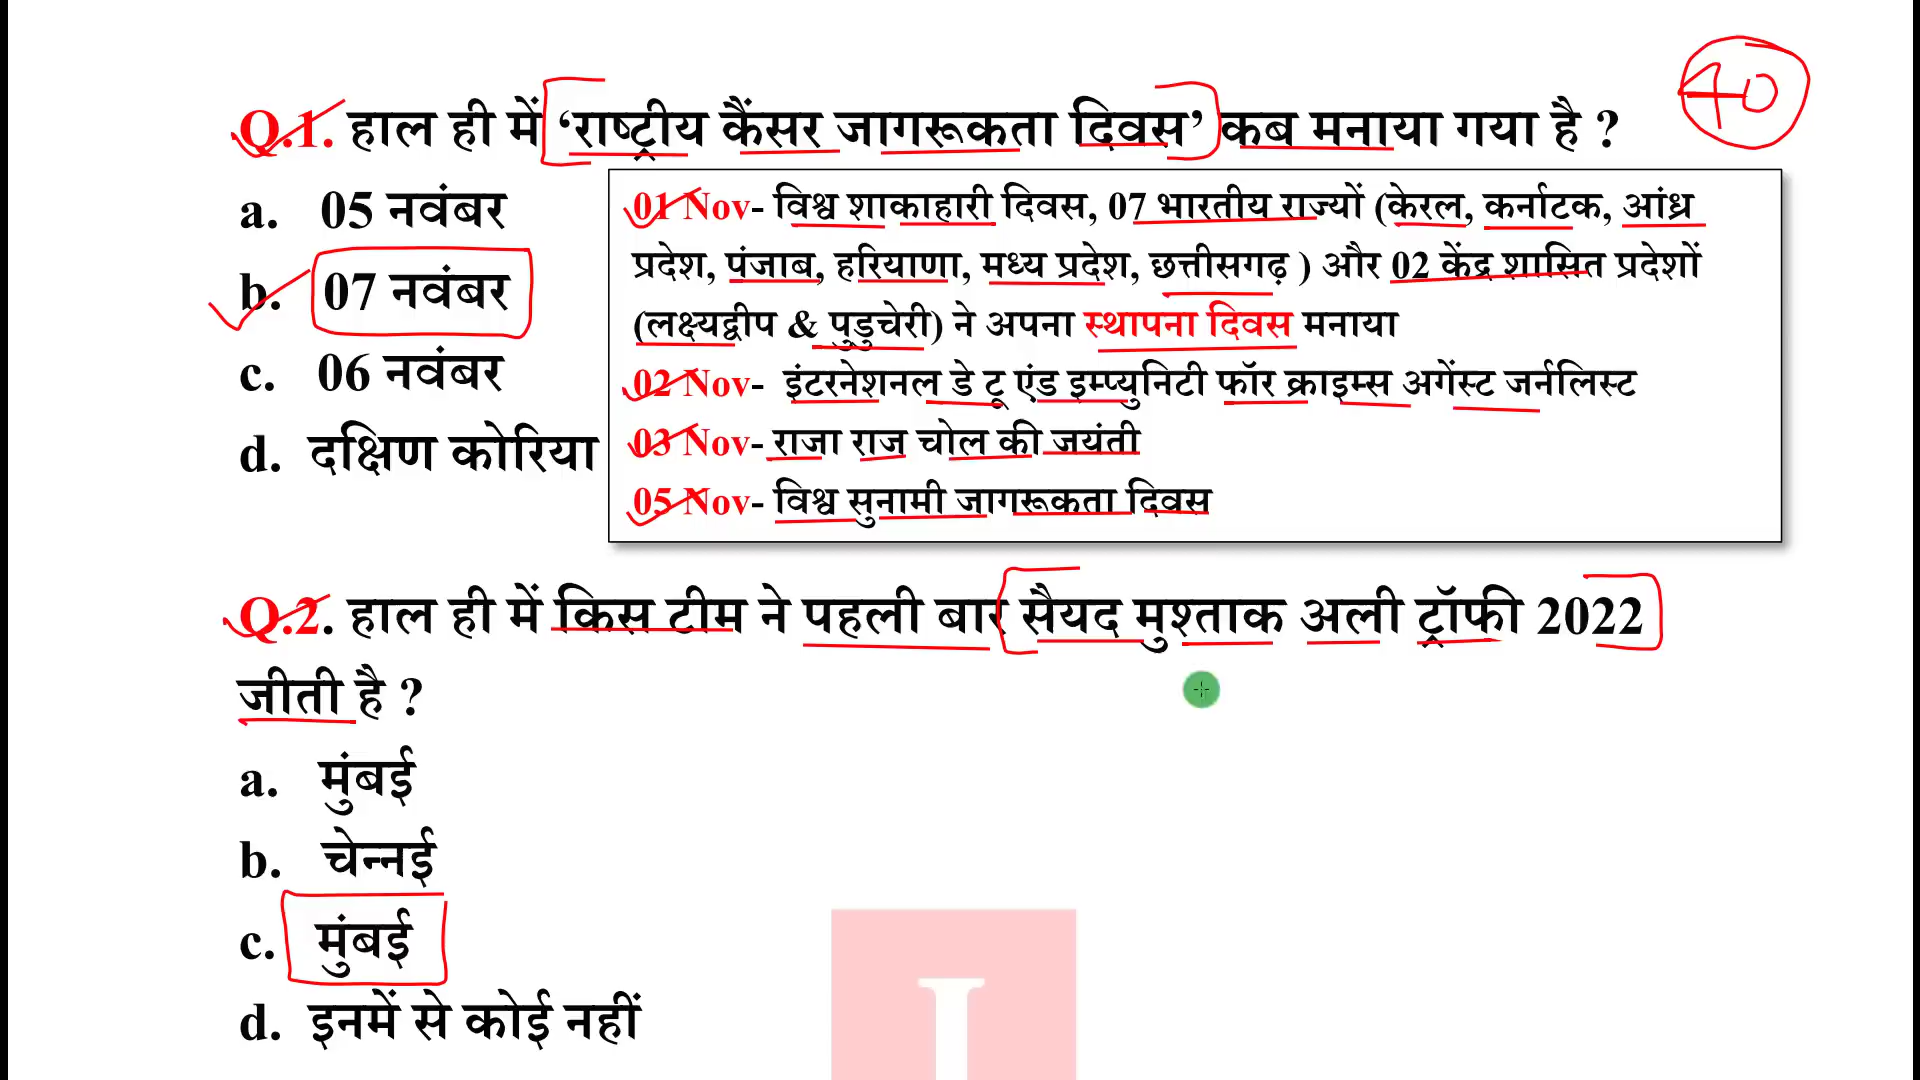 40
Q.1. हाल ही में ‘राष्ट्रीय कैंसर जागरूकता दिवस’ कब मनाया गया है ?
a. 05 नवंबर
b. 07 नवंबर
c. 06 नवंबर
d. दक्षिण कोरिया
01 Nov- विश्व शाकाहारी दिवस, 07 भारतीय राज्यों (केरल, कर्नाटक, आंध्र
प्रदेश, पंजाब, हरियाणा, मध्य प्रदेश, छत्तीसगढ़ ) और 02 केंद्र शासित प्रदेशों
(लक्ष्यद्वीप & पुडुचेरी) ने अपना स्थापना दिवस मनाया
02 Nov- इंटरनेशनल डे टू एंड इम्प्युनिटी फॉर क्राइम्स अगेंस्ट जर्नलिस्ट
03 Nov- राजा राज चोल की जयंती
05 Nov- विश्व सुनामी जागरूकता दिवस
Q.2. हाल ही में किस टीम ने पहली बार सैयद मुश्ताक अली ट्रॉफी 2022
जीती है ?
a. मुंबई
b. चेन्नई
c. मुंबई
d. इनमें से कोई नहीं